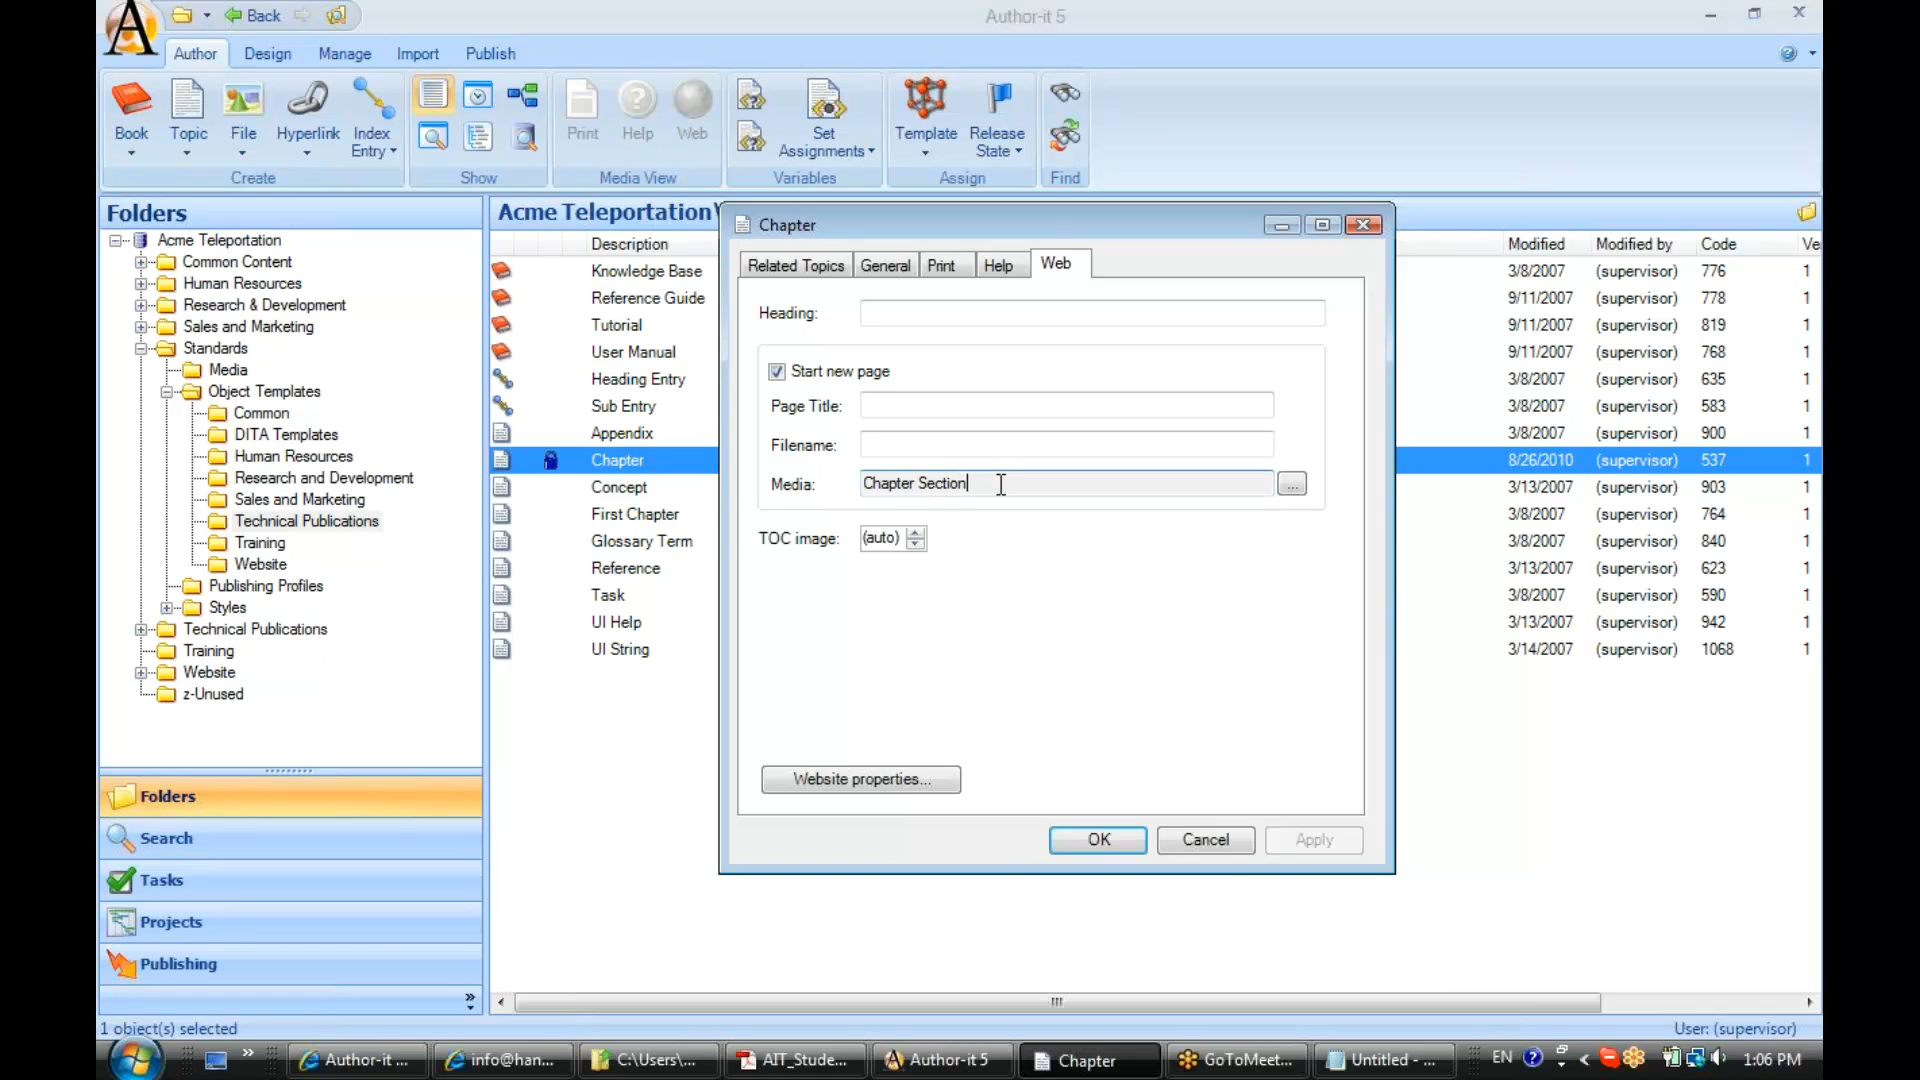 Back
Author-it 5
Author Design Manage Import Publish
Book Topic File Hyperlink Index Entry
Print Help Web
Set Assignments
Template Release State
Create Show Media View Variables Assign Find
Folders
Acme Teleportation
Common Content
Human Resources
Research & Development
Sales and Marketing
Standards
Media
Object Templates
Common
DITA Templates
Human Resources
Research and Development
Sales and Marketing
Technical Publications
Training
Website
Publishing Profiles
Styles
Technical Publications
Training
Website
z-Unused
Folders
Search
Tasks
Projects
Publishing
Acme Teleportation\
Description Modified Modified by Code Ve
Knowledge Base 3/8/2007 (supervisor) 776 1
Reference Guide 9/11/2007 (supervisor) 778 1
Tutorial 9/11/2007 (supervisor) 819 1
User Manual 9/11/2007 (supervisor) 768 1
Heading Entry 3/8/2007 (supervisor) 635 1
Sub Entry 3/8/2007 (supervisor) 583 1
Appendix 3/8/2007 (supervisor) 900 1
Chapter 8/26/2010 (supervisor) 537 1
Concept 3/13/2007 (supervisor) 903 1
First Chapter 3/8/2007 (supervisor) 764 1
Glossary Term 3/8/2007 (supervisor) 840 1
Reference 3/13/2007 (supervisor) 623 1
Task 3/8/2007 (supervisor) 590 1
UI Help 3/13/2007 (supervisor) 942 1
UI String 3/14/2007 (supervisor) 1068 1
Chapter
Related Topics General Print Help Web
Heading:
Start new page
Page Title:
Filename:
Media: Chapter Section ...
TOC image: (auto)
Website properties...
OK Cancel Apply
1 object(s) selected
User: (supervisor)
Author-it ... info@han... C:\Users\... AIT_Stude... Author-it 5 Chapter GoToMeet... Untitled - ... EN 1:06 PM